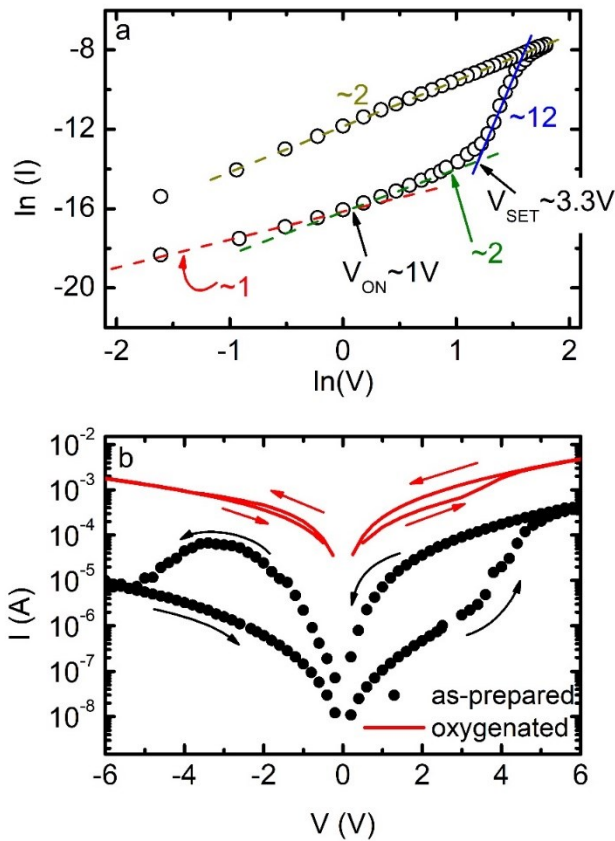 a
-8
-12
-16
-20
ln (I)
~2
~12
V_SET~3.3V
V_ON~1V
~2
~1
-2 -1 0 1 2
ln(V)
b
10^-2
10^-3
10^-4
10^-5
10^-6
10^-7
10^-8
I (A)
as-prepared
oxygenated
-6 -4 -2 0 2 4 6
V (V)